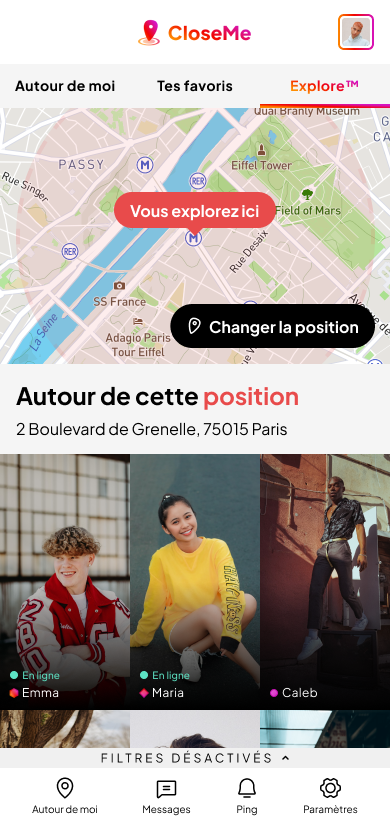 CloseMe
Autour de moi
Tes favoris
Explore™
Quai Branly Museum
PASSY
M
Eiffel Tower
RER
Rue Singer
Vous explorez ici
Field of Mars
M
RER
Rue Desaix
SS France
La Seine
Changer la position
Adagio Paris
Tour Eiffel
Autour de cette position
2 Boulevard de Grenelle, 75015 Paris
En ligne
Emma
En ligne
Maria
Caleb
FILTRES DÉSACTIVÉS
Autour de moi
Messages
Ping
Paramètres